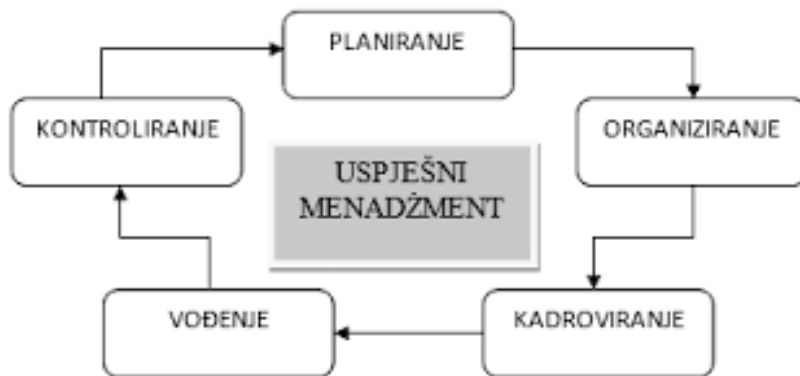 PLANIRANJE
KONTROLIRANJE
ORGANIZIRANJE
USPJEŠNI
MENADŽMENT
VOĐENJE
KADROVIRANJE